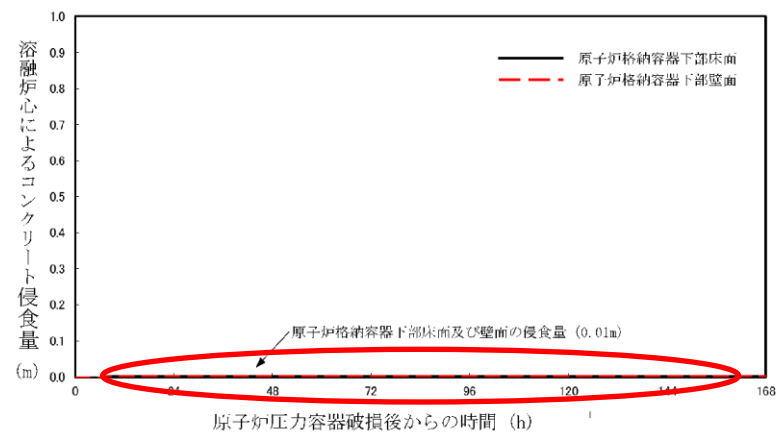 1.0
0.9
0.8
0.7
0.6
0.5
0.4
0.3
0.2
0.1
0.0
溶融炉心によるコンクリート侵食量 (m)
原子炉格納容器下部床面
原子炉格納容器下部壁面
原子炉格納容器下部床面及び壁面の侵食量 (0.01m)
0 24 48 72 96 120 144 168
原子炉圧力容器破損後からの時間 (h)